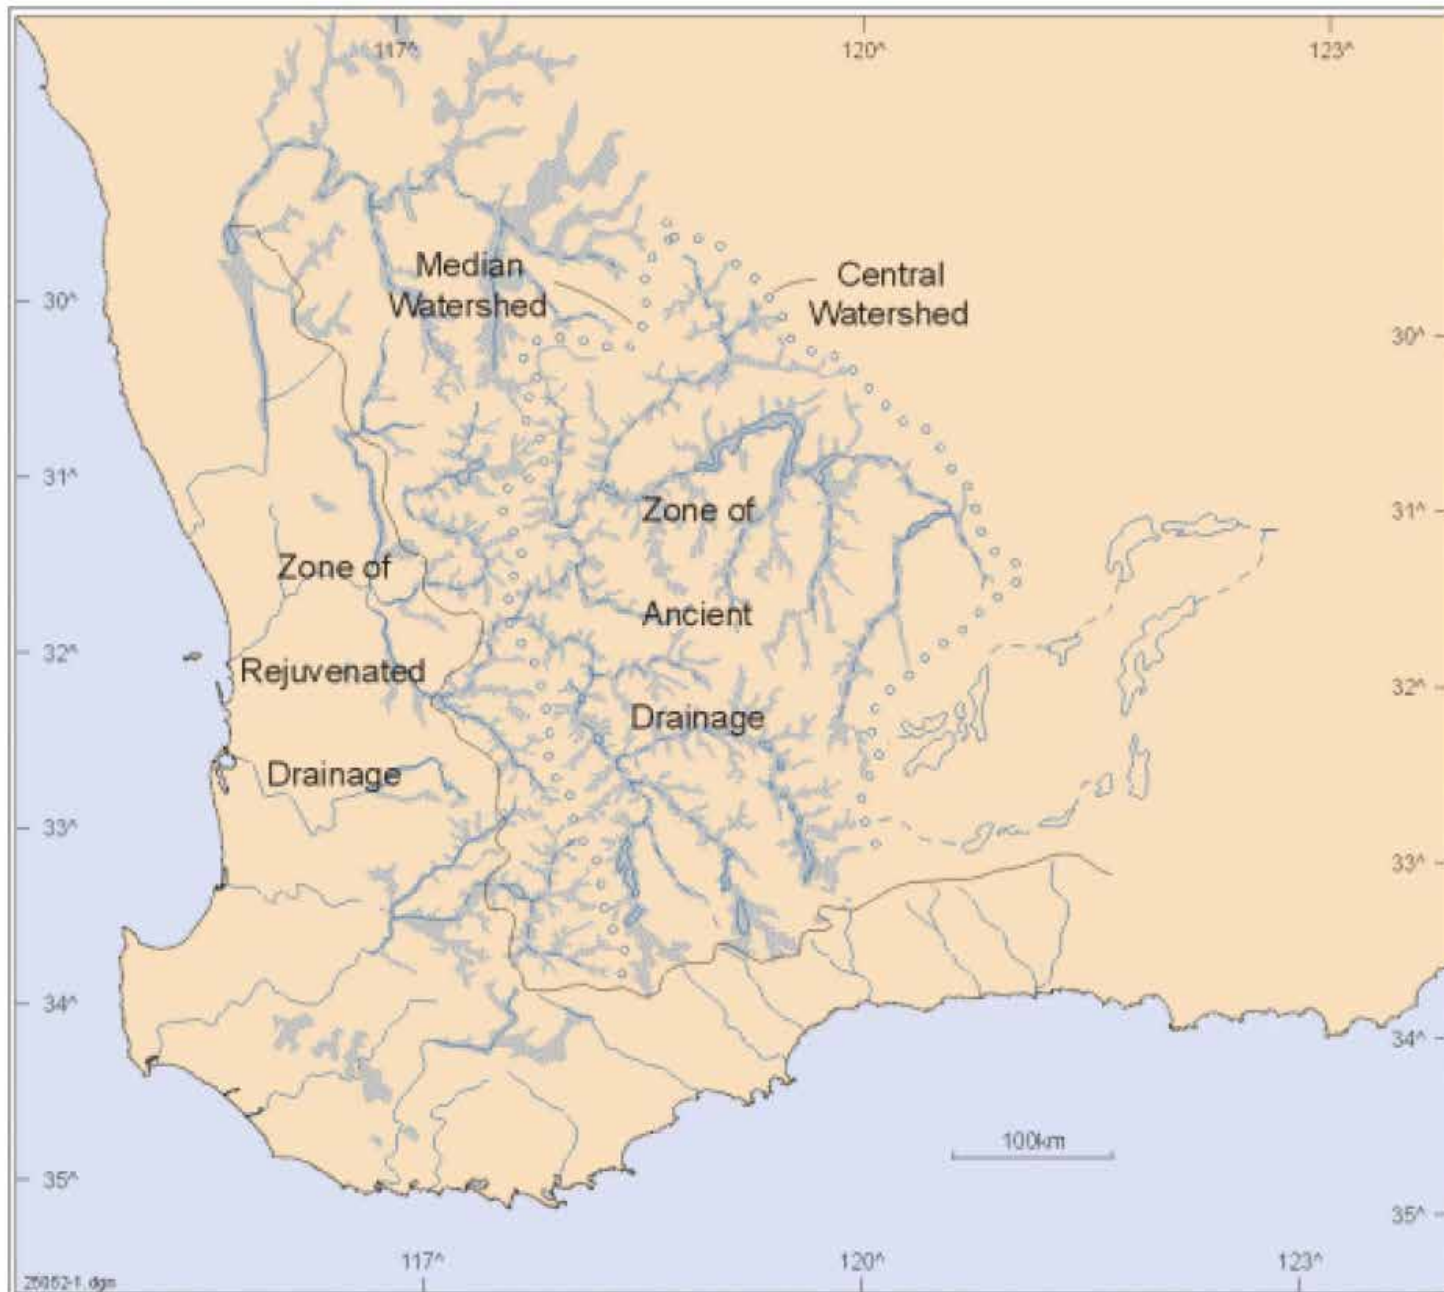 117^ 120^ 123^
Median
Watershed
Central
Watershed
30^
30^
31^
Zone of
31^
Zone of
Ancient
32^
Rejuvenated
32^
Drainage
Drainage
33^
33^
34^
34^
100km
35^
35^
117^ 120^ 123^